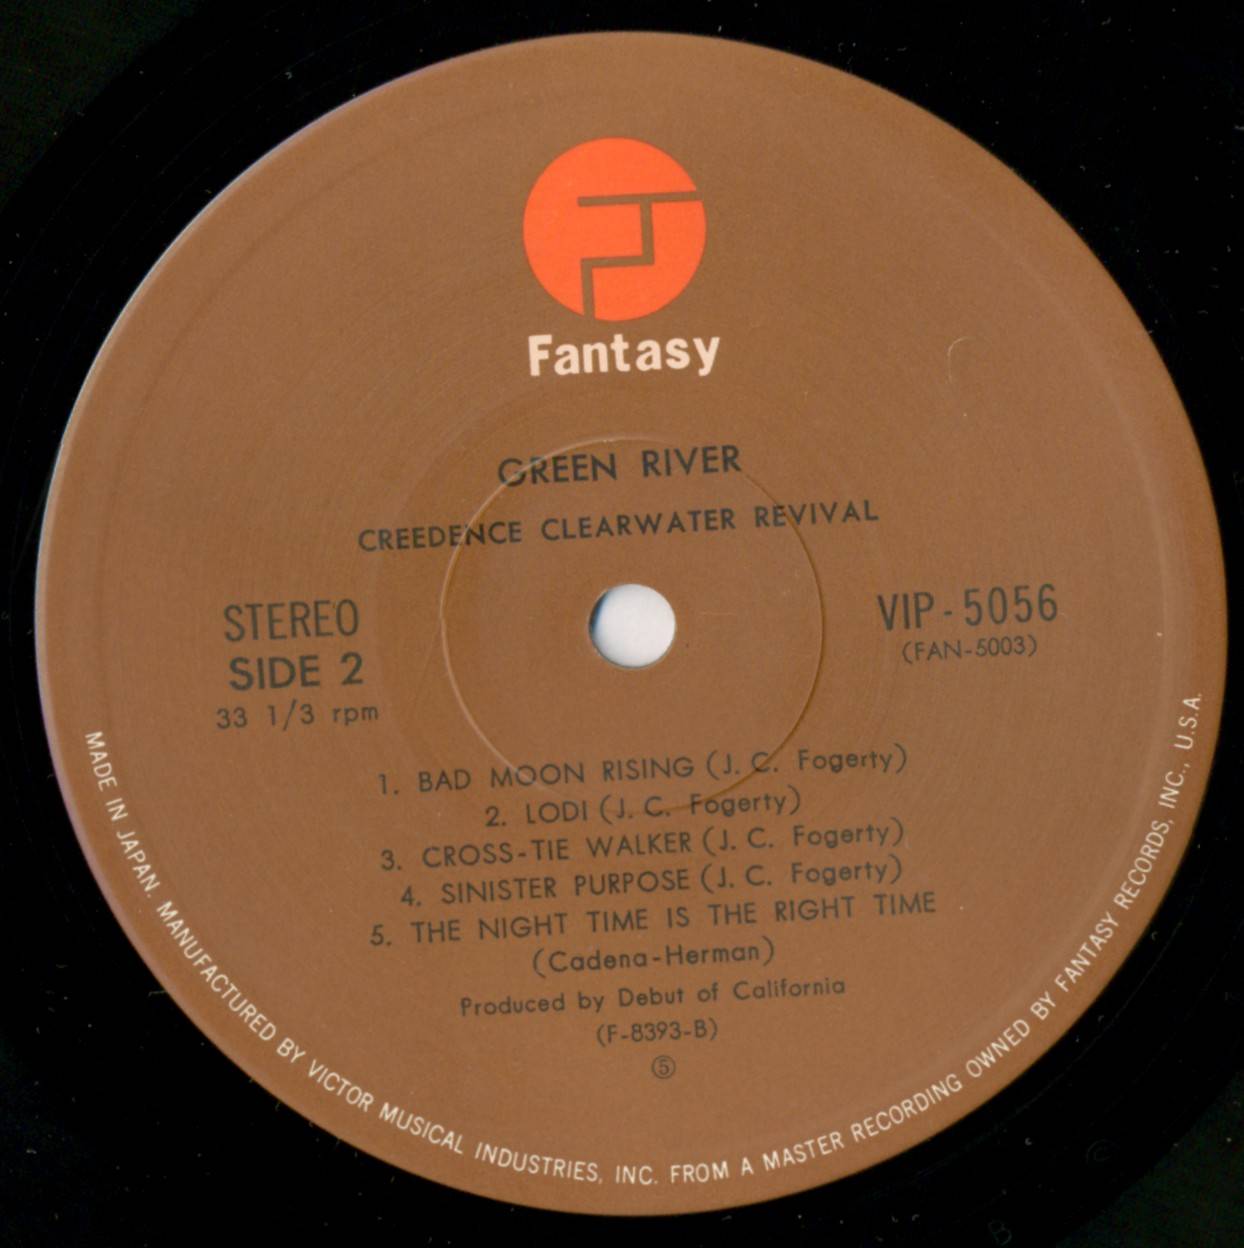 Fantasy
GREEN RIVER
CREEDENCE CLEARWATER REVIVAL
STEREO
SIDE 2
33 1/3 rpm
VIP-5056
(FAN-5003)
1. BAD MOON RISING (J. C. Fogerty)
2. LODI (J. C. Fogerty)
3. CROSS-TIE WALKER (J. C. Fogerty)
4. SINISTER PURPOSE (J. C. Fogerty)
5. THE NIGHT TIME IS THE RIGHT TIME
(Cadena-Herman)
Produced by Debut of California
(F-8393-B)
⑤
MADE IN JAPAN. MANUFACTURED BY VICTOR MUSICAL INDUSTRIES, INC. FROM A MASTER RECORDING OWNED BY FANTASY RECORDS, INC., U.S.A.